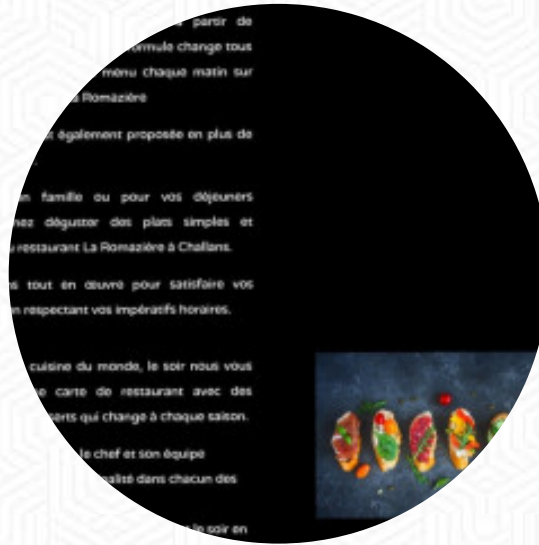 partir de
formule change tous
menu chaque matin sur
Romazière
également proposée en plus de
famille ou pour vos déjeuners
déguster des plats simples et
restaurant La Romazière à Challans.
tout en œuvre pour satisfaire vos
respectant vos impératifs horaires.
cuisine du monde, le soir nous vous
carte de restaurant avec des
qui change à chaque saison.
le chef et son équipe
dans chacun des
le soir en